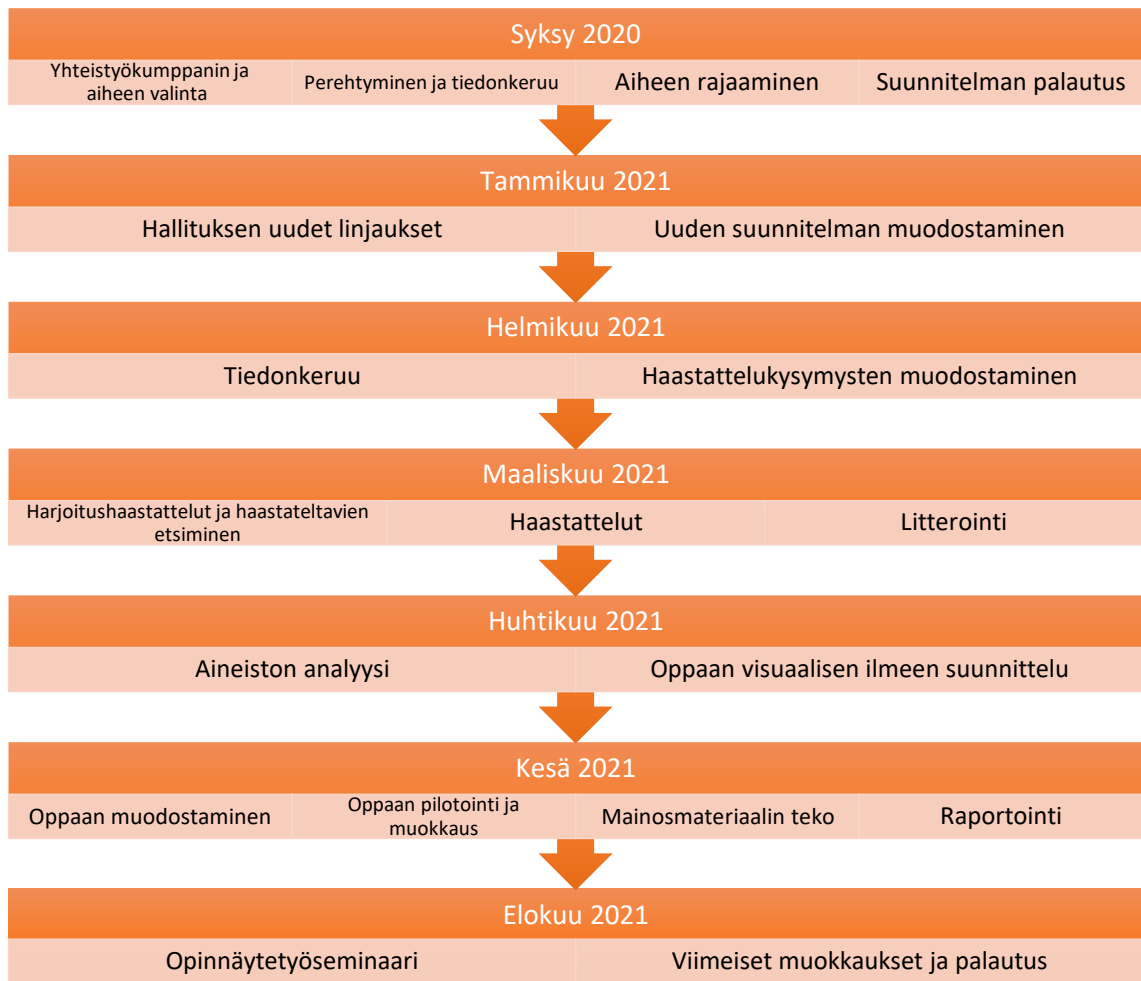 Syksy 2020
Yhteistyökumppanin ja
aiheen valinta
Perehtyminen ja tiedonkeruu
Aiheen rajaaminen
Suunnitelman palautus
Tammikuu 2021
Hallituksen uudet linjaukset
Uuden suunnitelman muodostaminen
Helmikuu 2021
Tiedonkeruu
Haastattelukysymysten muodostaminen
Maaliskuu 2021
Harjoitushaastattelut ja haastateltavien
etsiminen
Haastattelut
Litterointi
Huhtikuu 2021
Aineiston analyysi
Oppaan visuaalisen ilmeen suunnittelu
Kesä 2021
Oppaan muodostaminen
Oppaan pilotointi ja
muokkaus
Mainosmateriaalin teko
Raportointi
Elokuu 2021
Opinnäytetyöseminaari
Viimeiset muokkaukset ja palautus